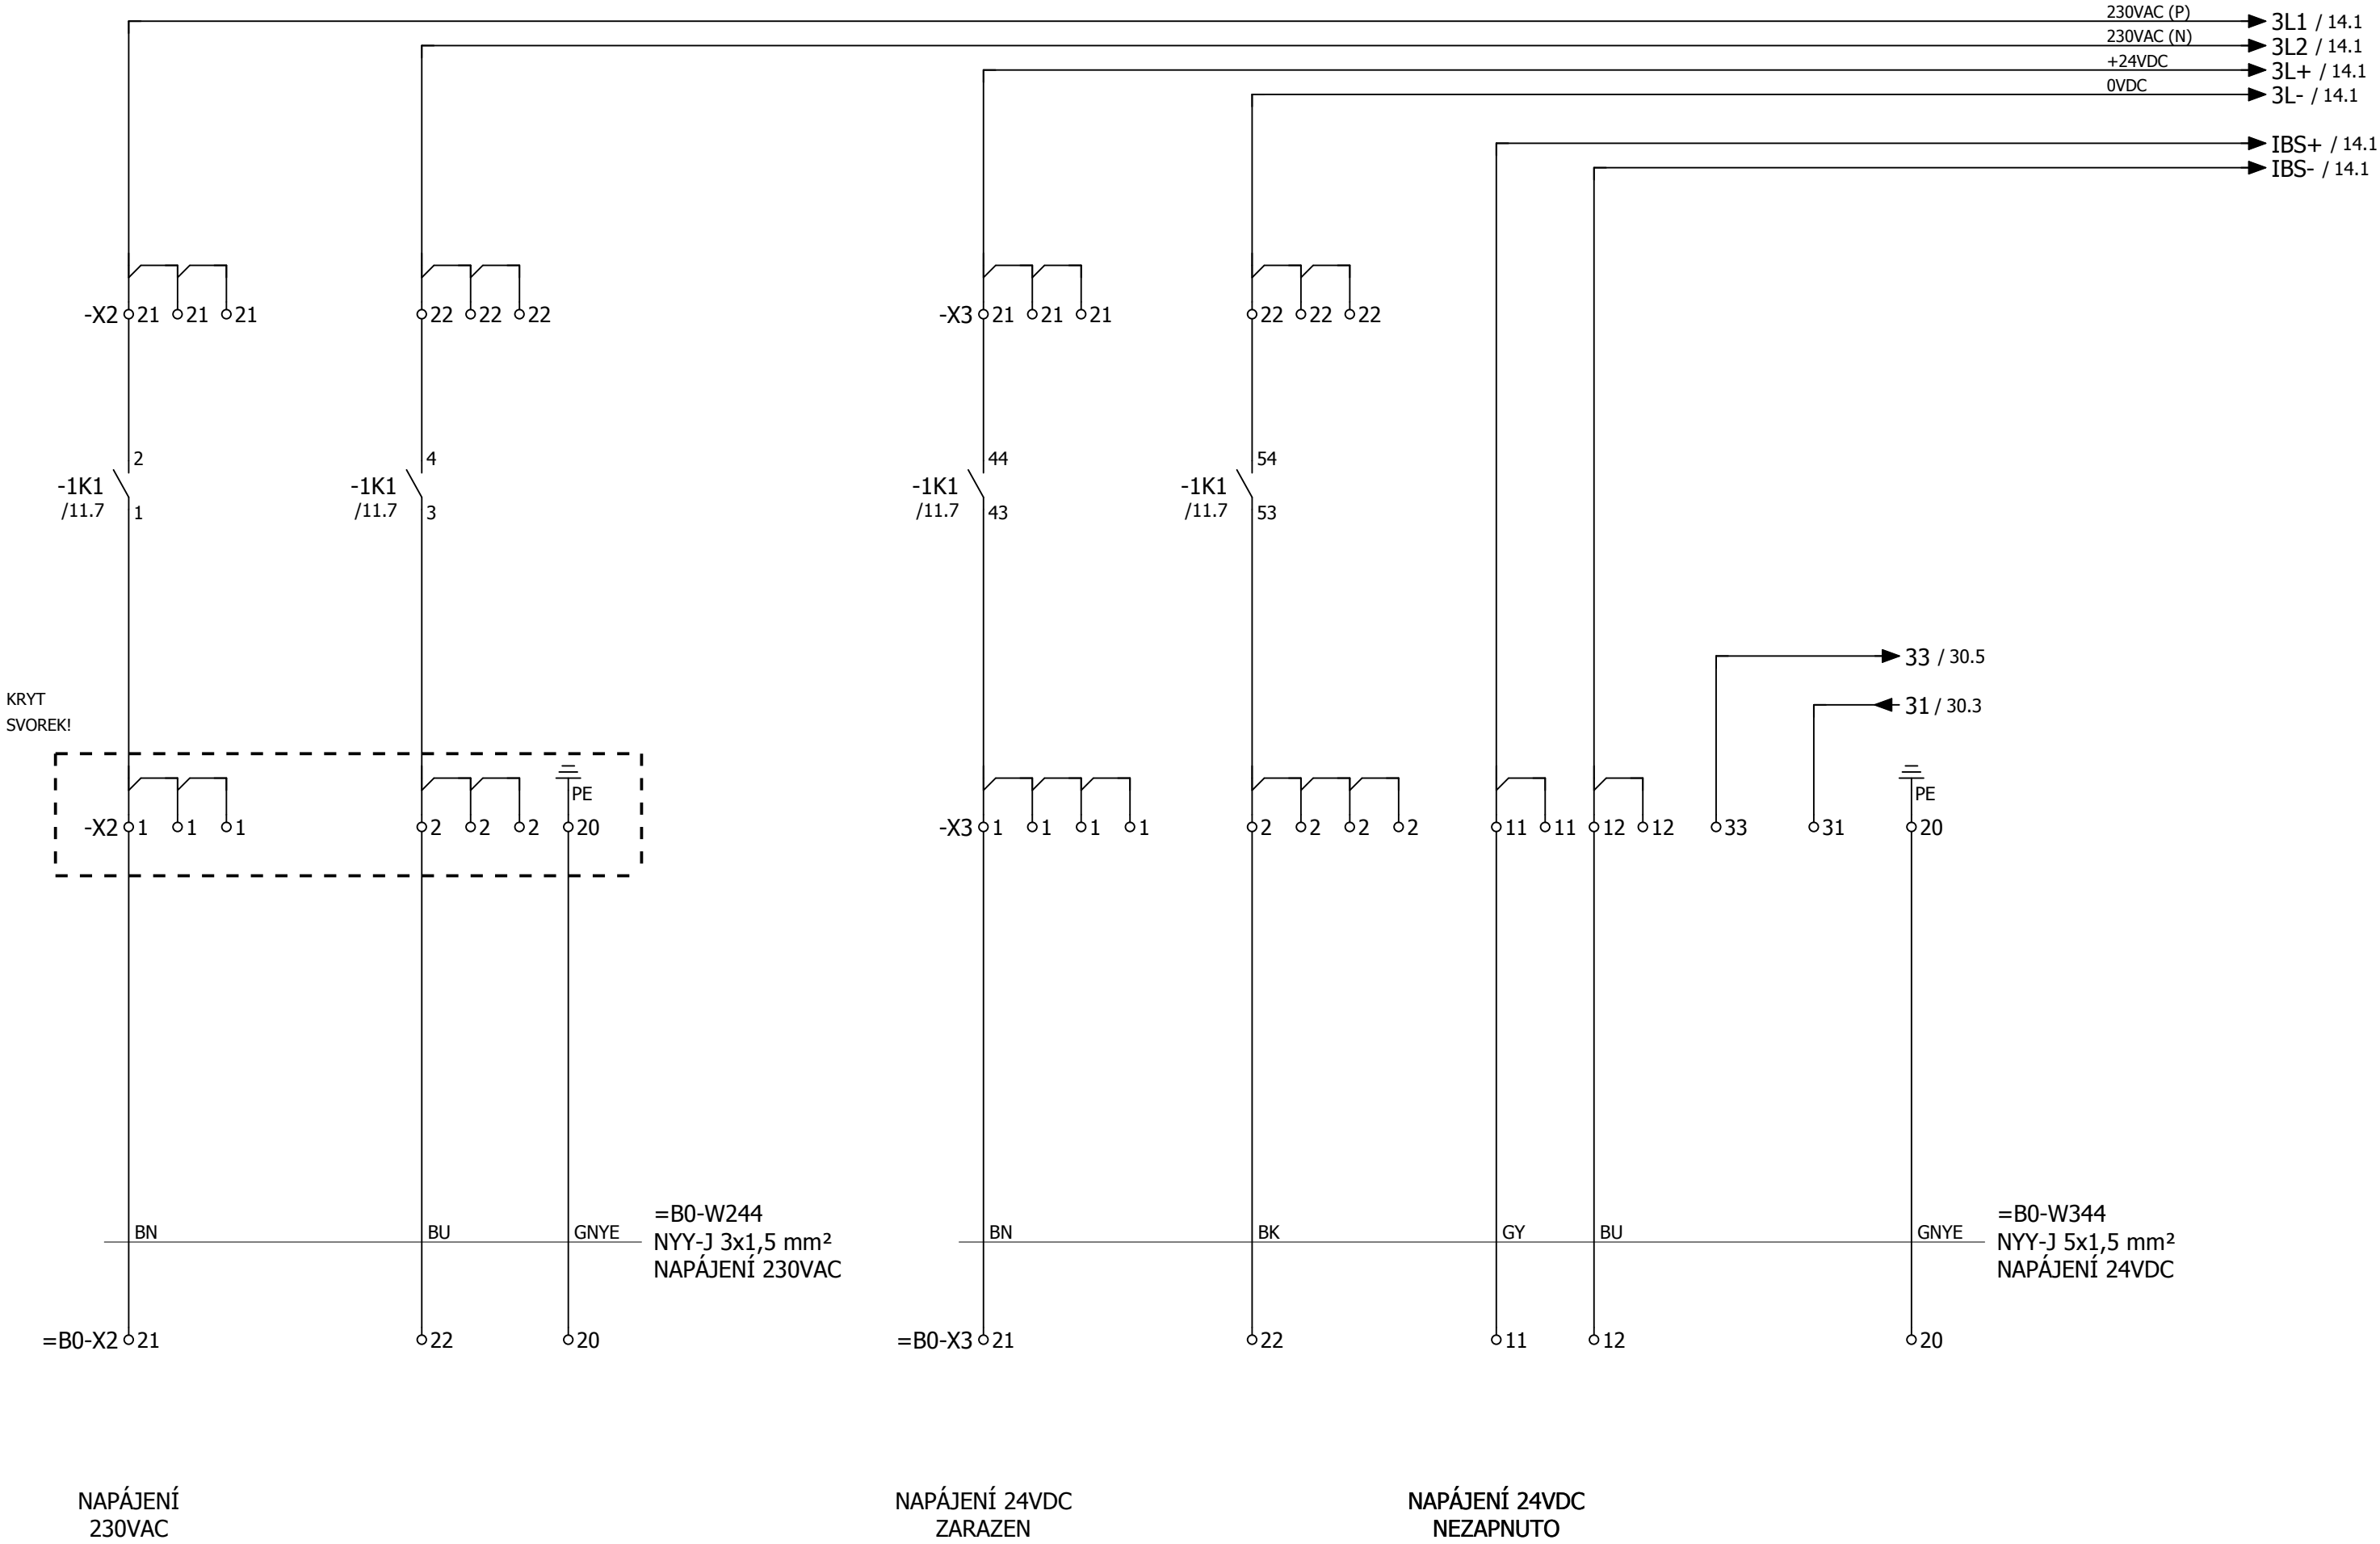 230VAC (P)
3L1 / 14.1
230VAC (N)
3L2 / 14.1
+24VDC
3L+ / 14.1
0VDC
3L- / 14.1
IBS+ / 14.1
IBS- / 14.1
-X2 21 21 21 22 22 22 -X3 21 21 21 22 22 22
2 4 44 54
-1K1 -1K1 -1K1 -1K1
/11.7 1 /11.7 3 /11.7 43 /11.7 53
33 / 30.5
KRYT
31 / 30.3
SVOREK!
PE PE
-X2 1 1 1 2 2 2 20 -X3 1 1 1 1 2 2 2 2 11 11 12 12 33 31 20
BN BU GNYE
=B0-W244
NYY-J 3x1,5 mm²
NAPÁJENÍ 230VAC
BN BK GY BU GNYE
=B0-W344
NYY-J 5x1,5 mm²
NAPÁJENÍ 24VDC
=B0-X2 21 22 20 =B0-X3 21 22 11 12 20
NAPÁJENÍ
230VAC
NAPÁJENÍ 24VDC
ZARAZEN
NAPÁJENÍ 24VDC
NEZAPNUTO